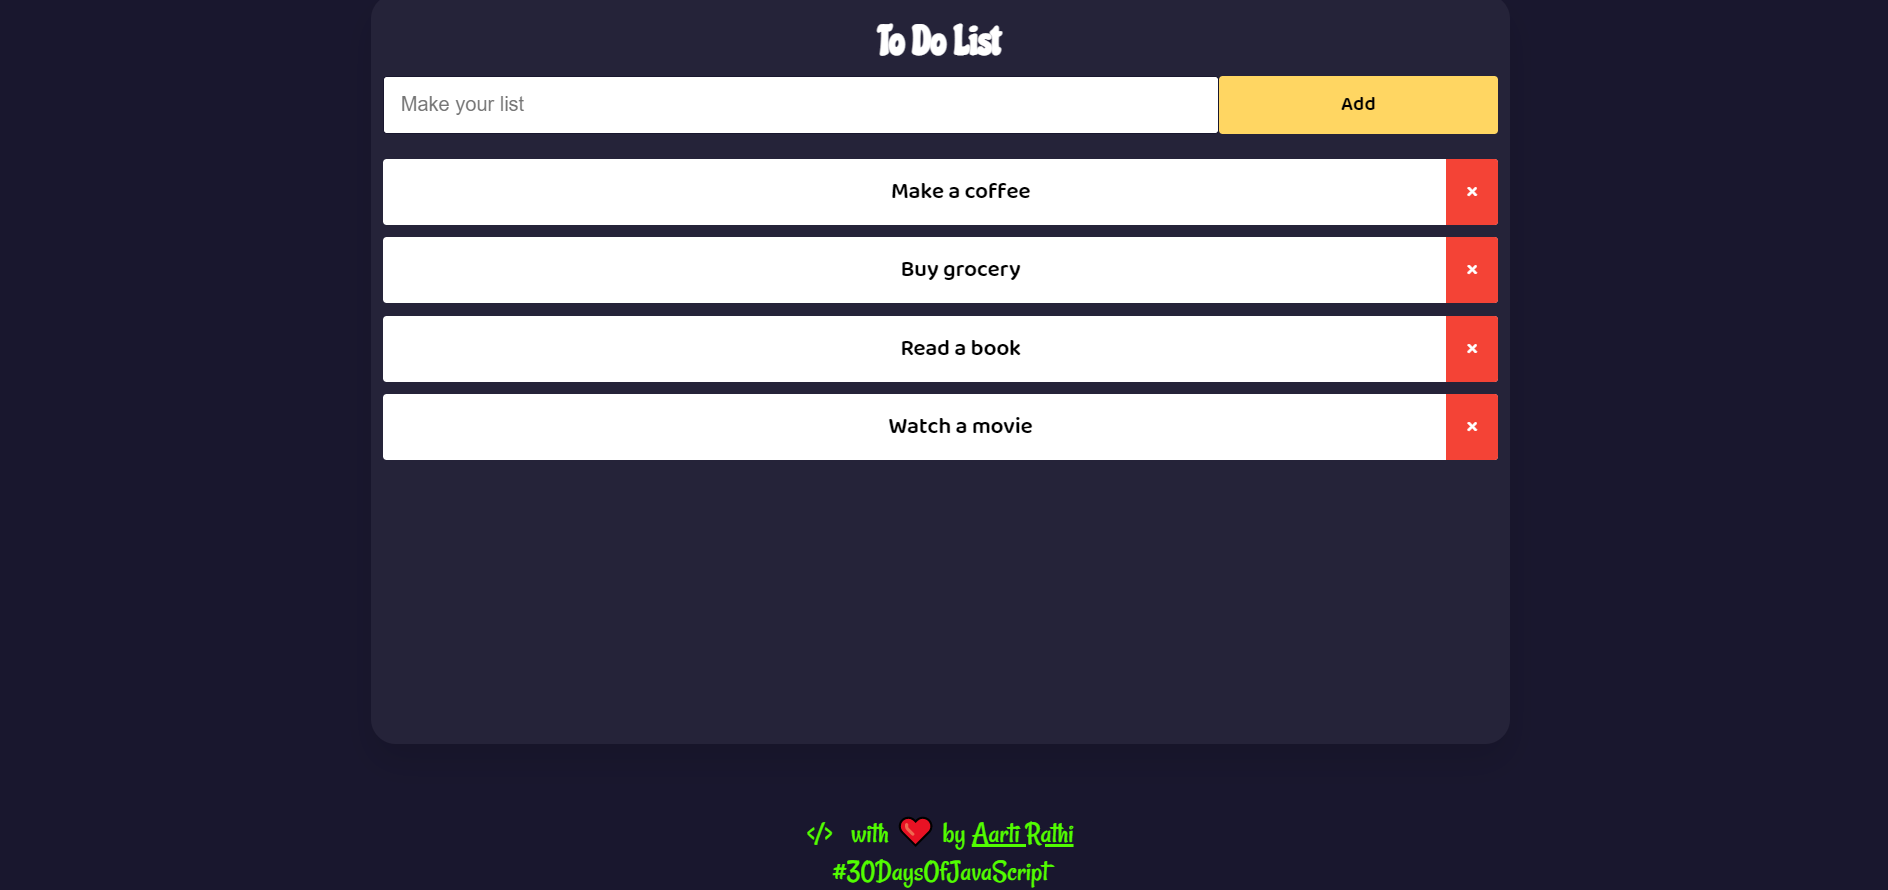 To Do List
Make your list
Add
Make a coffee
×
Buy grocery
×
Read a book
×
Watch a movie
×
</> with ❤️ by Aarti Rathi
#30DaysOfJavaScript